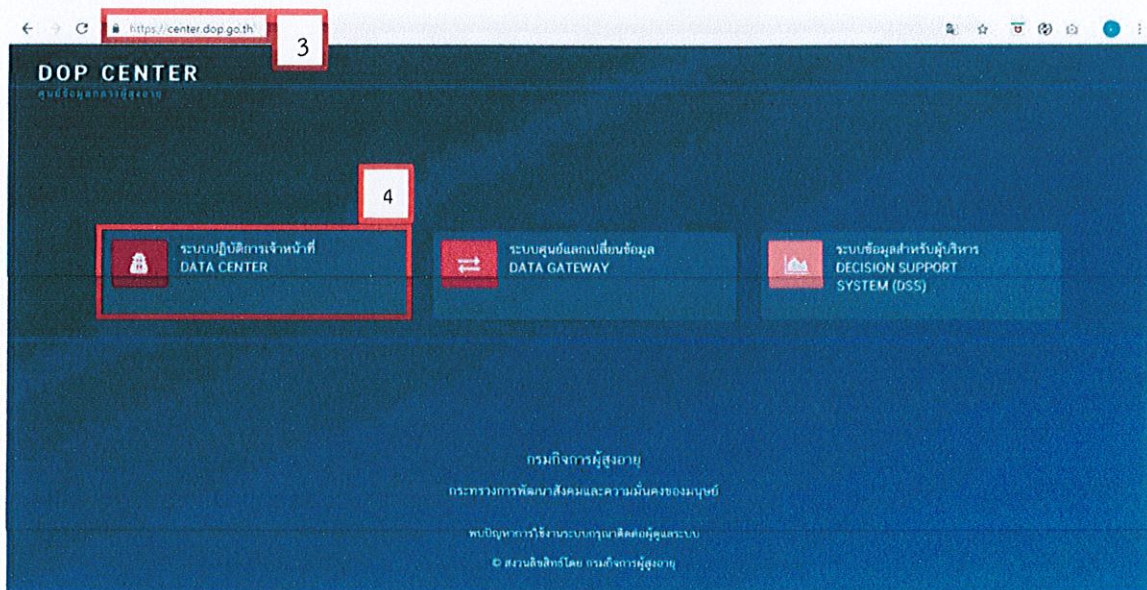 https://center.dop.go.th
3
DOP CENTER
ศูนย์ข้อมูลกลางผู้สูงอายุ
4
ระบบปฏิบัติการเจ้าหน้าที่
DATA CENTER
ระบบศูนย์แลกเปลี่ยนข้อมูล
DATA GATEWAY
ระบบข้อมูลสำหรับผู้บริหาร
DECISION SUPPORT
SYSTEM (DSS)
กรมกิจการผู้สูงอายุ
กระทรวงการพัฒนาสังคมและความมั่นคงของมนุษย์
พบปัญหาการใช้งานระบบกรุณาติดต่อผู้ดูแลระบบ
© สงวนลิขสิทธ์โดย กรมกิจการผู้สูงอายุ